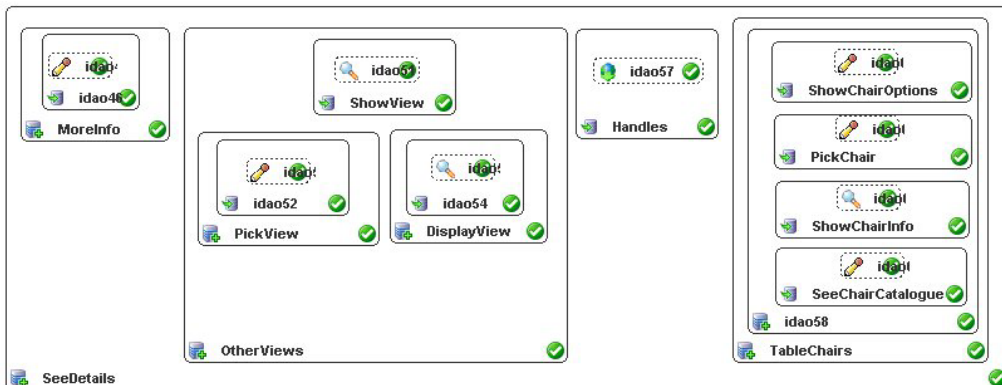 idao46
MoreInfo
ShowView
idao52
PickView
idao54
DisplayView
OtherViews
idao57
Handles
ShowChairOptions
PickChair
ShowChairInfo
SeeChairCatalogue
idao58
TableChairs
SeeDetails